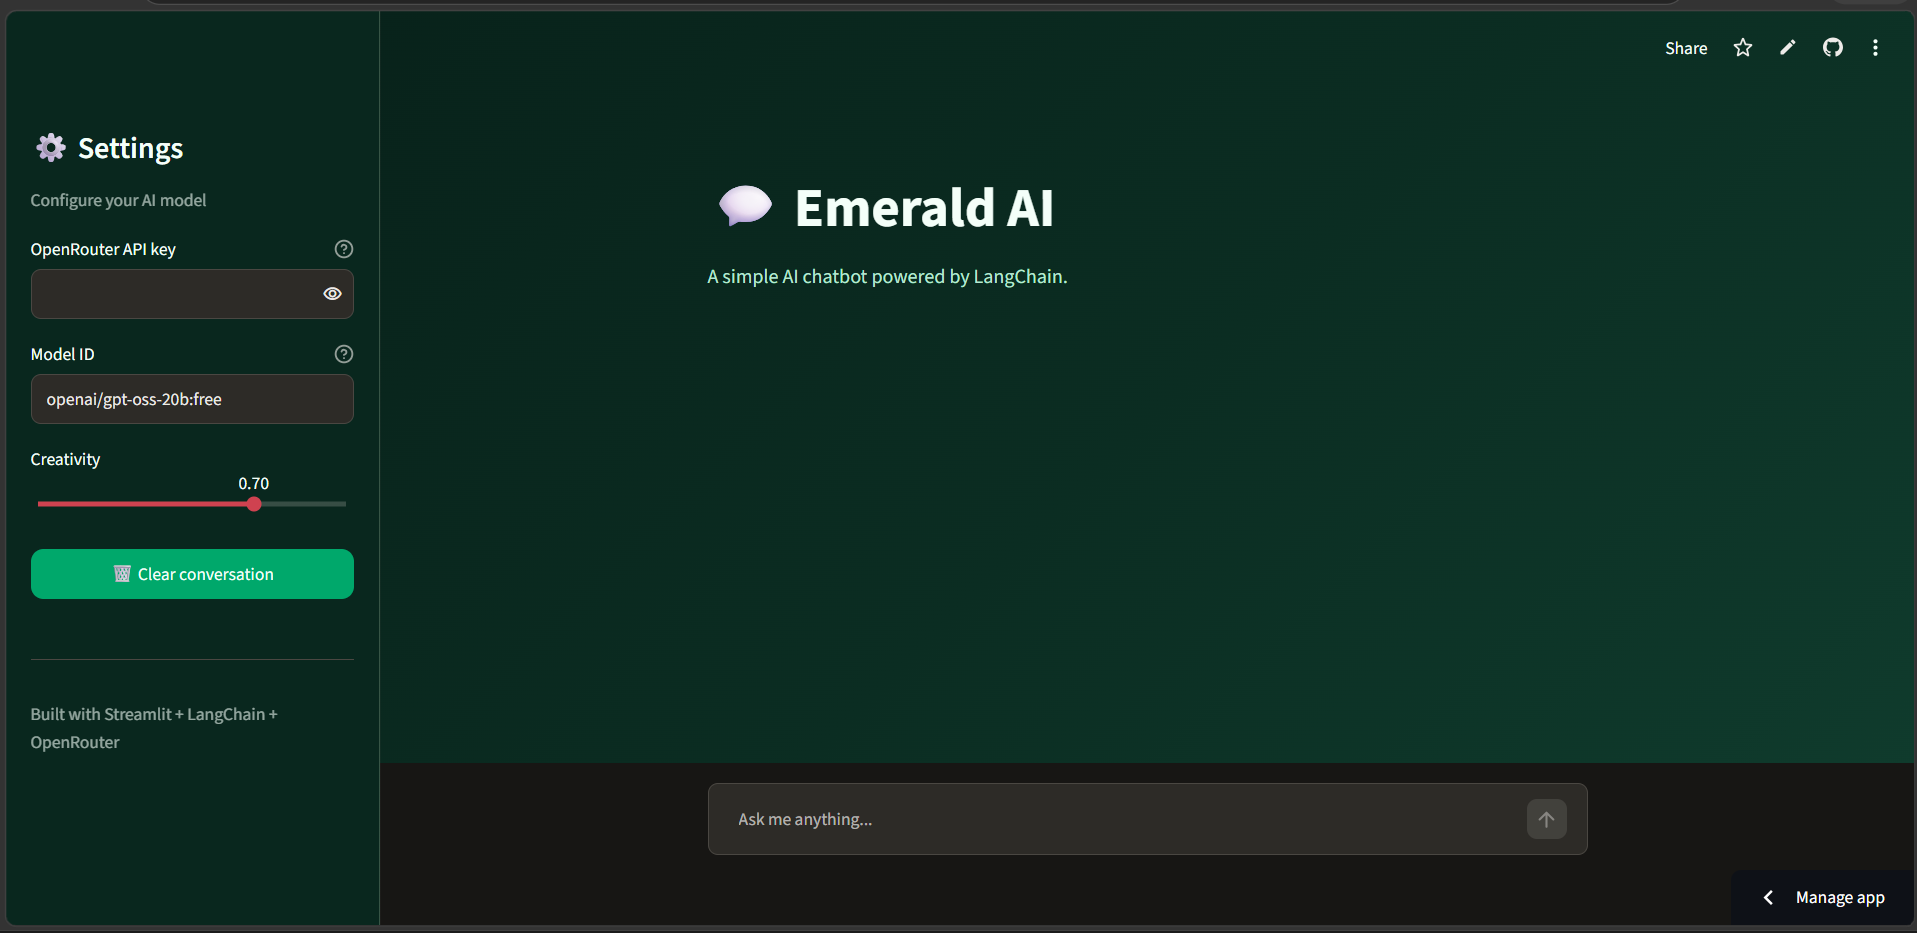 Share
Settings
Configure your AI model
OpenRouter API key
Model ID
openai/gpt-oss-20b:free
Creativity
0.70
Clear conversation
Built with Streamlit + LangChain +
OpenRouter
Emerald AI
A simple AI chatbot powered by LangChain.
Ask me anything...
Manage app